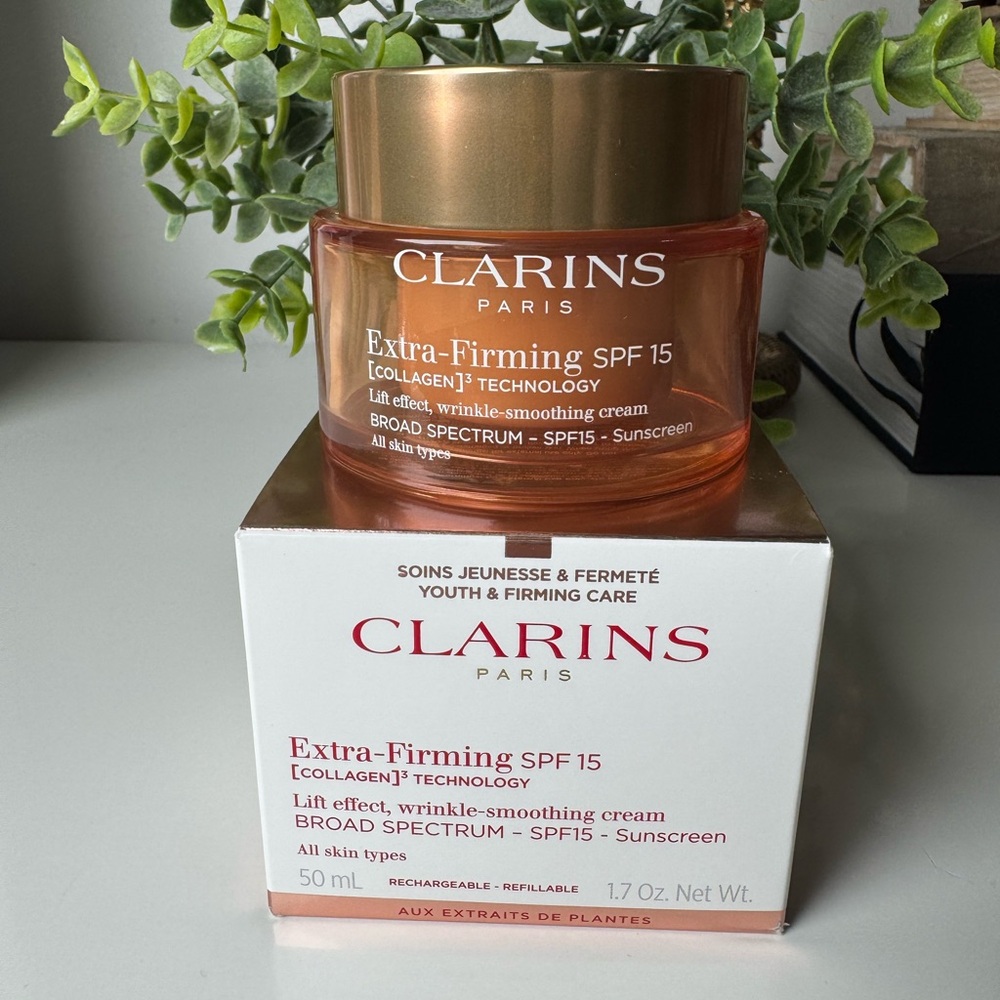 CLARINS
PARIS
Extra-Firming SPF 15
[COLLAGEN]³ TECHNOLOGY
Lift effect, wrinkle-smoothing cream
BROAD SPECTRUM – SPF15 - Sunscreen
All skin types
SOINS JEUNESSE & FERMETÉ
YOUTH & FIRMING CARE
CLARINS
PARIS
Extra-Firming SPF 15
[COLLAGEN]³ TECHNOLOGY
Lift effect, wrinkle-smoothing cream
BROAD SPECTRUM – SPF15 - Sunscreen
All skin types
50 mL RECHARGEABLE - REFILLABLE 1.7 Oz. Net Wt.
AUX EXTRAITS DE PLANTES